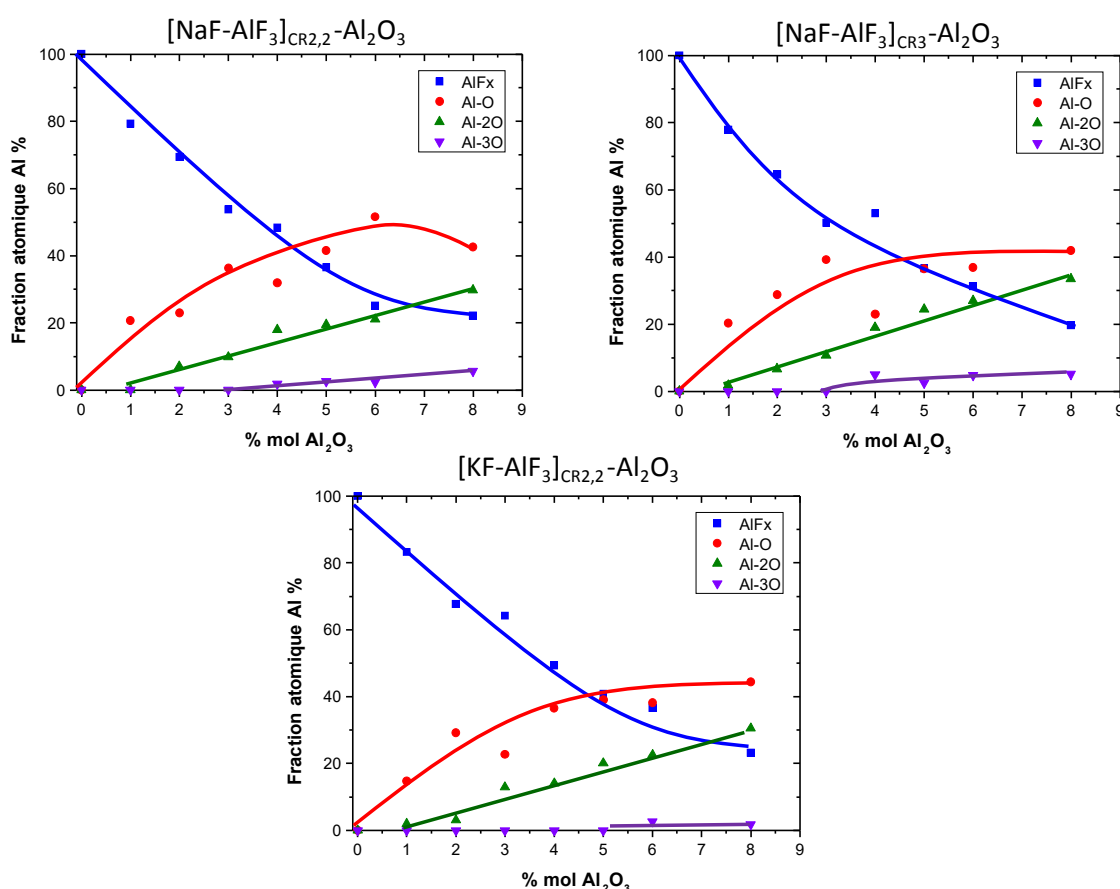 [NaF-AlF₃]CR2,2-Al₂O₃
Fraction atomique Al %
100
80
60
40
20
0
AlFx
Al-O
Al-2O
Al-3O
0 1 2 3 4 5 6 7 8 9
% mol Al₂O₃
[NaF-AlF₃]CR3-Al₂O₃
Fraction atomique Al %
100
80
60
40
20
0
AlFx
Al-O
Al-2O
Al-3O
0 1 2 3 4 5 6 7 8 9
% mol Al₂O₃
[KF-AlF₃]CR2,2-Al₂O₃
Fraction atomique Al %
100
80
60
40
20
0
AlFx
Al-O
Al-2O
Al-3O
0 1 2 3 4 5 6 7 8 9
% mol Al₂O₃